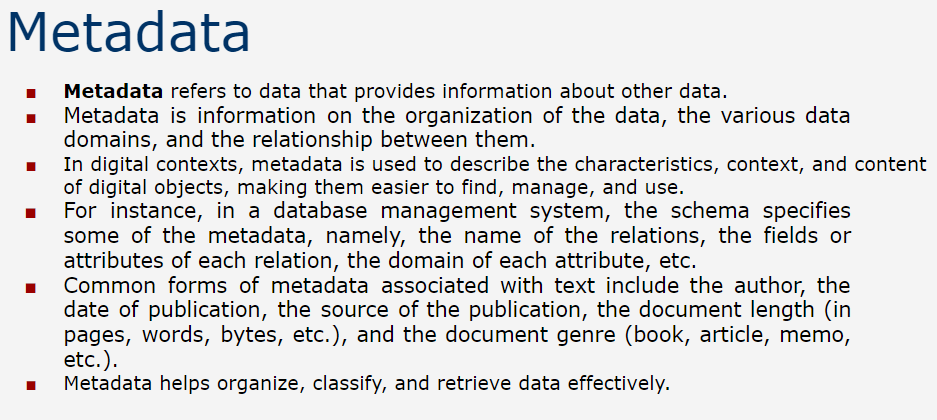 Metadata
▪ Metadata refers to data that provides information about other data.
▪ Metadata is information on the organization of the data, the various data
domains, and the relationship between them.
▪ In digital contexts, metadata is used to describe the characteristics, context, and content
of digital objects, making them easier to find, manage, and use.
▪ For instance, in a database management system, the schema specifies
some of the metadata, namely, the name of the relations, the fields or
attributes of each relation, the domain of each attribute, etc.
▪ Common forms of metadata associated with text include the author, the
date of publication, the source of the publication, the document length (in
pages, words, bytes, etc.), and the document genre (book, article, memo,
etc.).
▪ Metadata helps organize, classify, and retrieve data effectively.